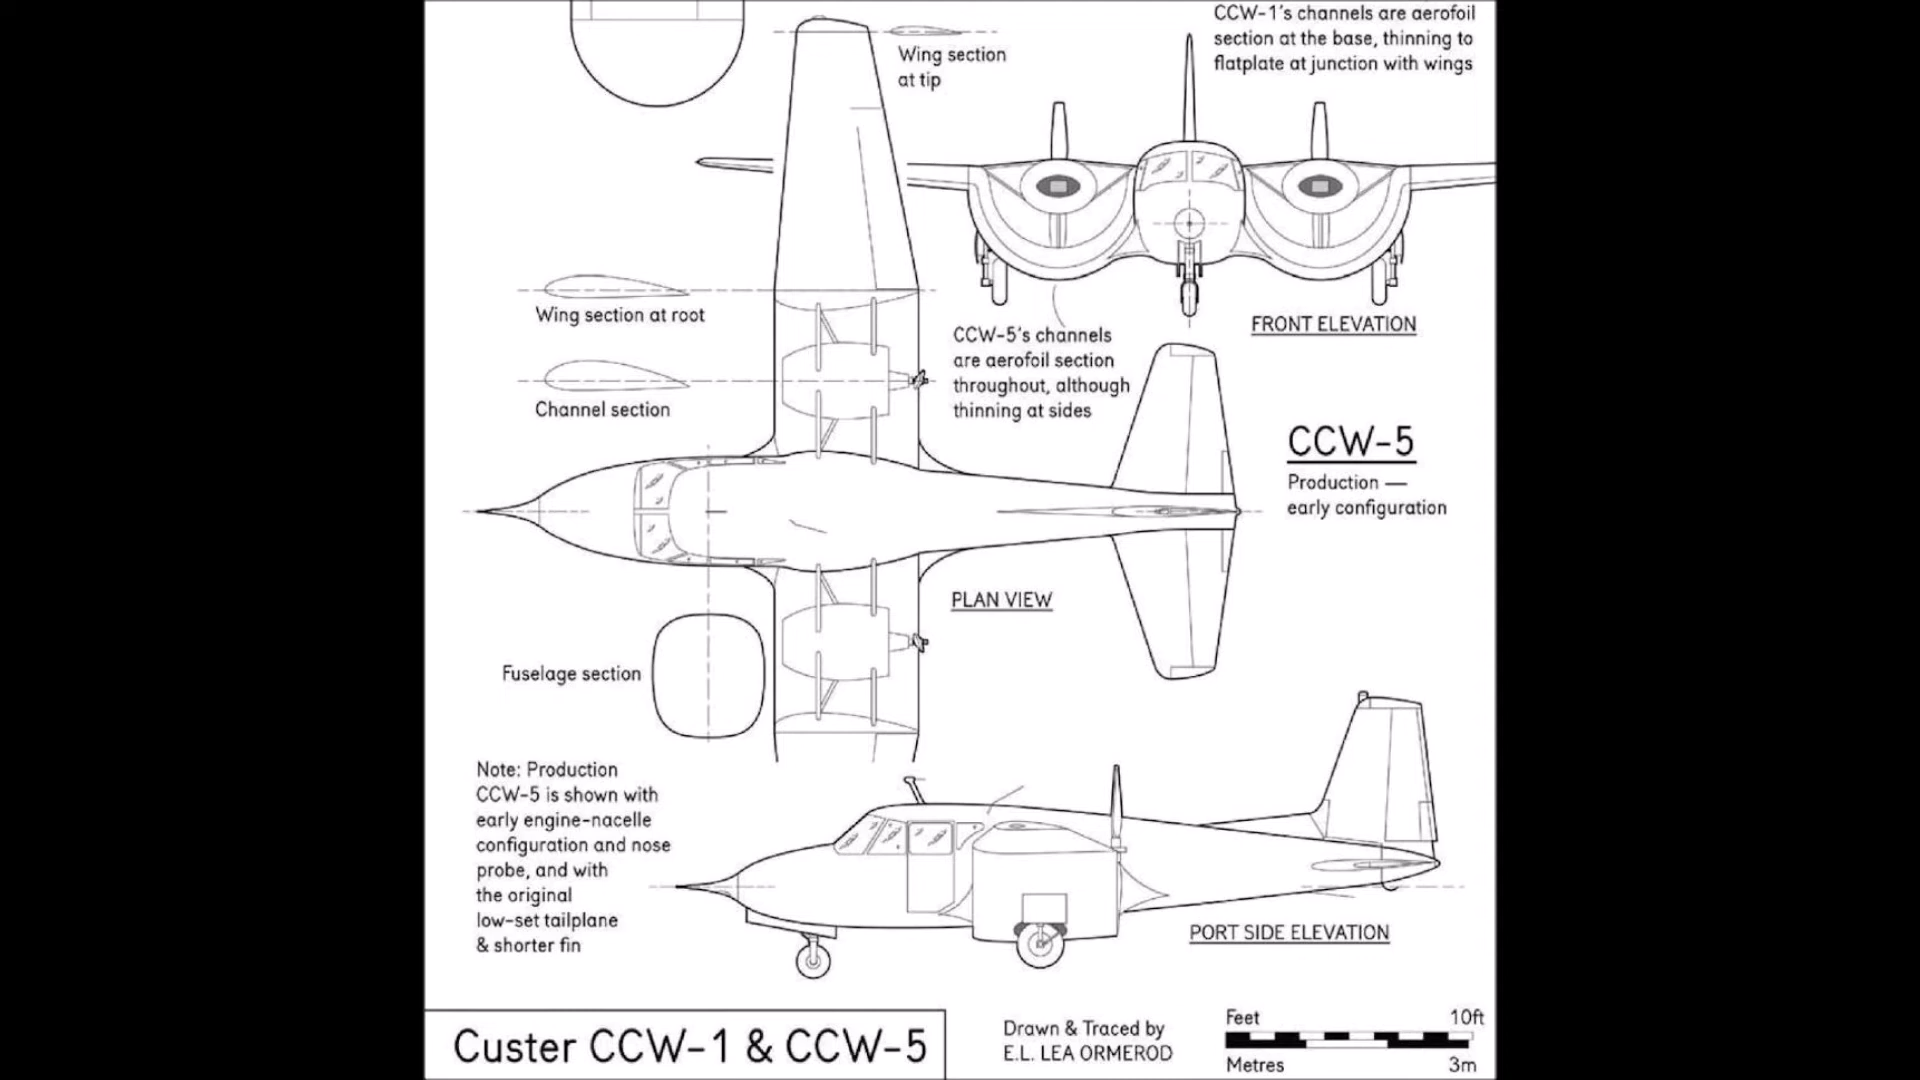 CCW-1's channels are aerofoil
section at the base, thinning to
flatplate at junction with wings
Wing section
at tip
Wing section at root
Channel section
CCW-5's channels
are aerofoil section
throughout, although
thinning at sides
FRONT ELEVATION
CCW-5
Production —
early configuration
PLAN VIEW
Fuselage section
Note: Production
CCW-5 is shown with
early engine-nacelle
configuration and nose
probe, and with
the original
low-set tailplane
& shorter fin
PORT SIDE ELEVATION
Custer CCW-1 & CCW-5
Drawn & Traced by
E.L. LEA ORMEROD
Feet 10ft
Metres 3m